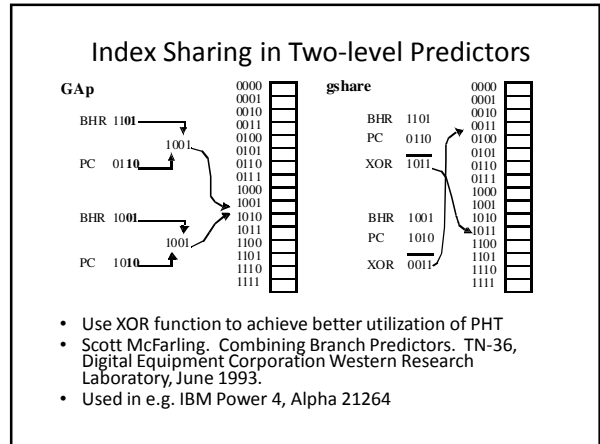 Index Sharing in Two-level Predictors
GAp
BHR 1101
1001
PC 0110
BHR 1001
1001
PC 1010
0000
0001
0010
0011
0100
0101
0110
0111
1000
1001
1010
1011
1100
1101
1110
1111
gshare
BHR 1101
PC 0110
XOR 1011
BHR 1001
PC 1010
XOR 0011
0000
0001
0010
0011
0100
0101
0110
0111
1000
1001
1010
1011
1100
1101
1110
1111
• Use XOR function to achieve better utilization of PHT
• Scott McFarling. Combining Branch Predictors. TN-36,
Digital Equipment Corporation Western Research
Laboratory, June 1993.
• Used in e.g. IBM Power 4, Alpha 21264